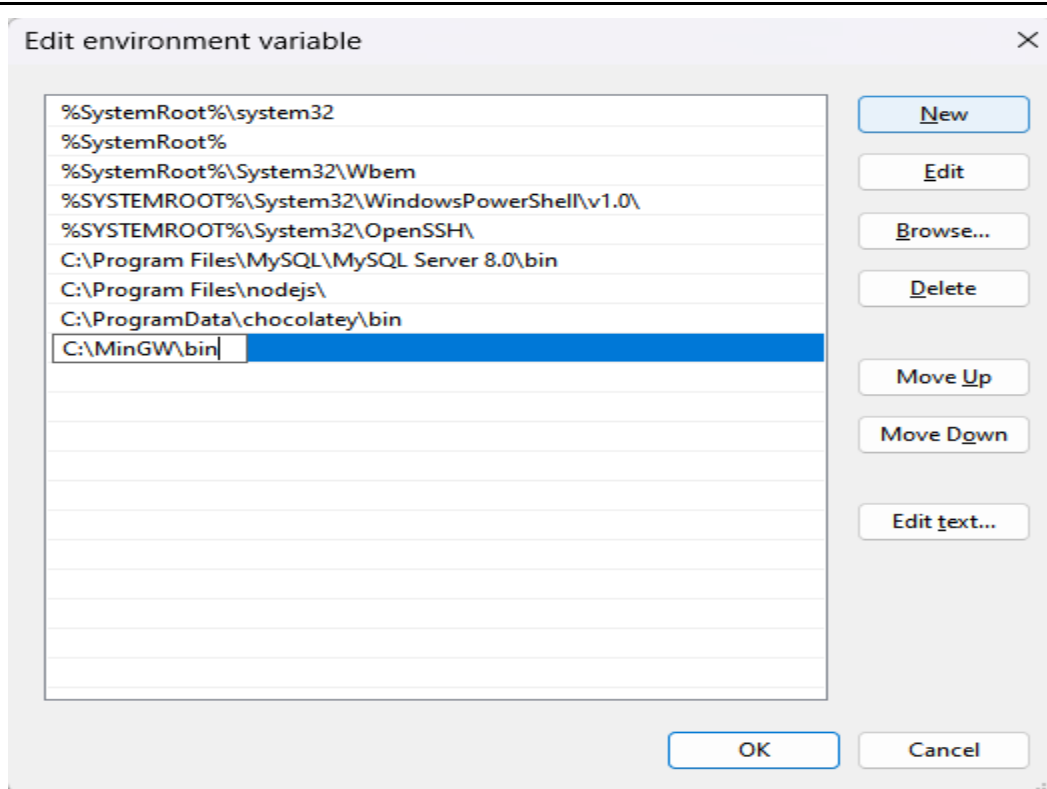 Edit environment variable
%SystemRoot%\system32
%SystemRoot%
%SystemRoot%\System32\Wbem
%SYSTEMROOT%\System32\WindowsPowerShell\v1.0\
%SYSTEMROOT%\System32\OpenSSH\
C:\Program Files\MySQL\MySQL Server 8.0\bin
C:\Program Files\nodejs\
C:\ProgramData\chocolatey\bin
C:\MinGW\bin
New
Edit
Browse...
Delete
Move Up
Move Down
Edit text...
OK
Cancel